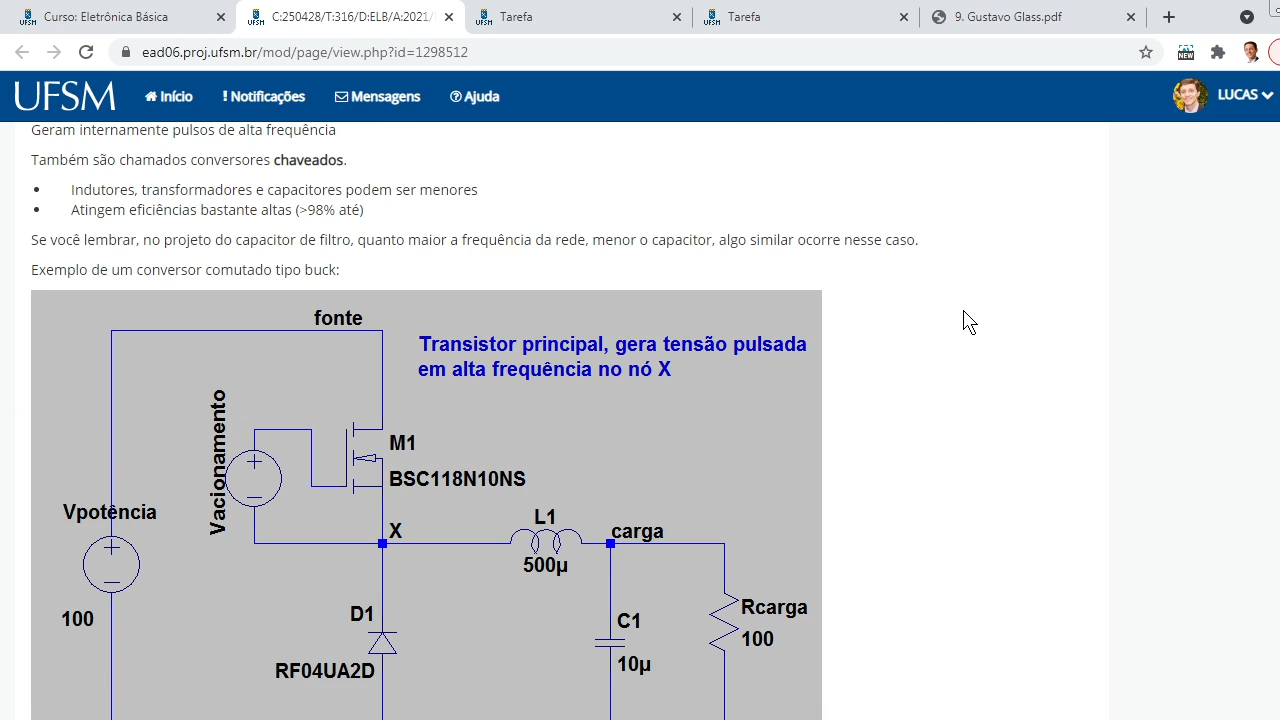 Curso: Eletrônica Básica
C:250428/T:316/D:ELB/A:2021/
Tarefa
Tarefa
9. Gustavo Glass.pdf
ead06.proj.ufsm.br/mod/page/view.php?id=1298512
NEW
UFSM
Início
! Notificações
Mensagens
Ajuda
LUCAS
Geram internamente pulsos de alta frequência
Também são chamados conversores chaveados.
• Indutores, transformadores e capacitores podem ser menores
• Atingem eficiências bastante altas (>98% até)
Se você lembrar, no projeto do capacitor de filtro, quanto maior a frequência da rede, menor o capacitor, algo similar ocorre nesse caso.
Exemplo de um conversor comutado tipo buck:
fonte
Transistor principal, gera tensão pulsada
em alta frequência no nó X
Vacionamento
M1
BSC118N10NS
Vpotência
X
L1
carga
500µ
100
D1
C1
Rcarga
100
RF04UA2D
10µ